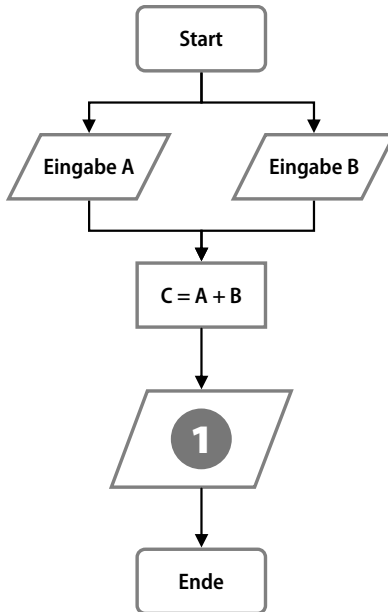 Start
Eingabe A
Eingabe B
C = A + B
1
Ende